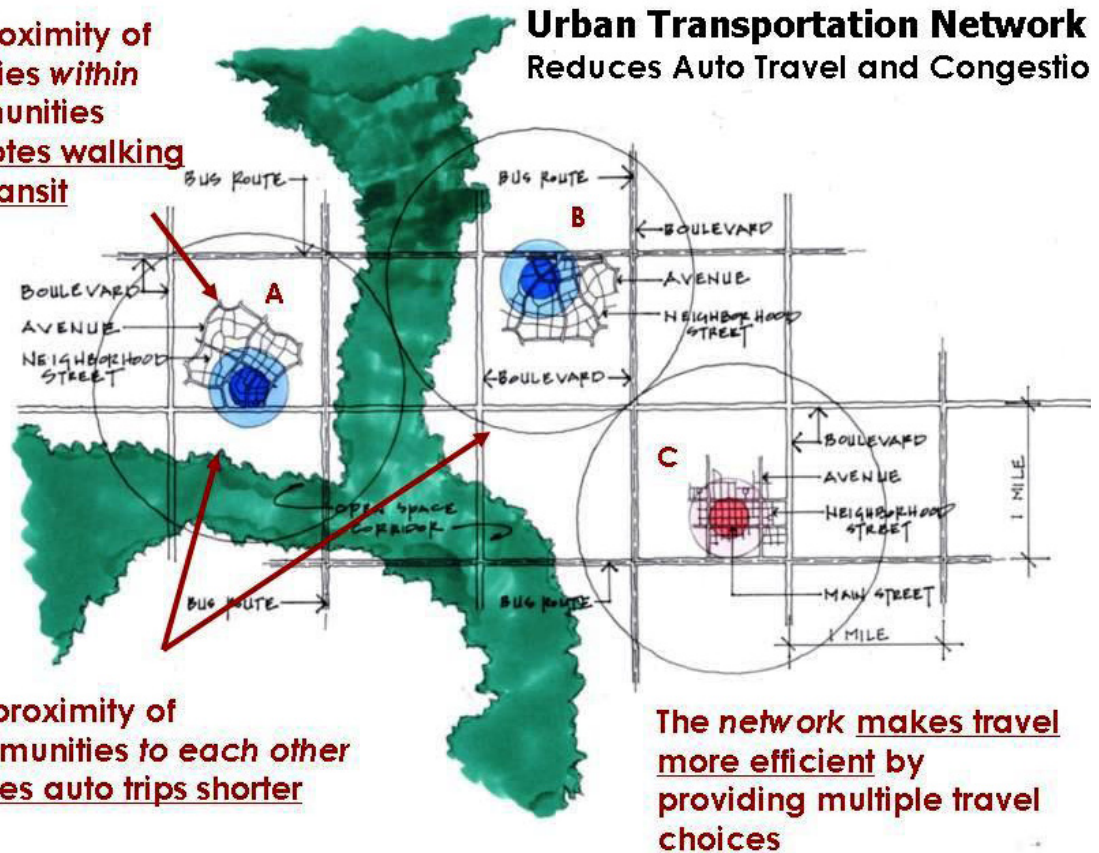 Urban Transportation Network
Reduces Auto Travel and Congestio
oximity of
ies within
munities
otes walking
ansit
BUS ROUTE
BUS ROUTE
B
BOULEVARD
A
BOULEVARD
AVENUE
AVENUE
NEIGHBORHOOD
STREET
NEIGHBORHOOD
STREET
BOULEVARD
C
BOULEVARD
AVENUE
1 MILE
OPEN SPACE
CORRIDOR
NEIGHBORHOOD
STREET
BUS ROUTE
BUS ROUTE
MAIN STREET
1 MILE
proximity of
munities to each other
es auto trips shorter
The network makes travel
more efficient by
providing multiple travel
choices